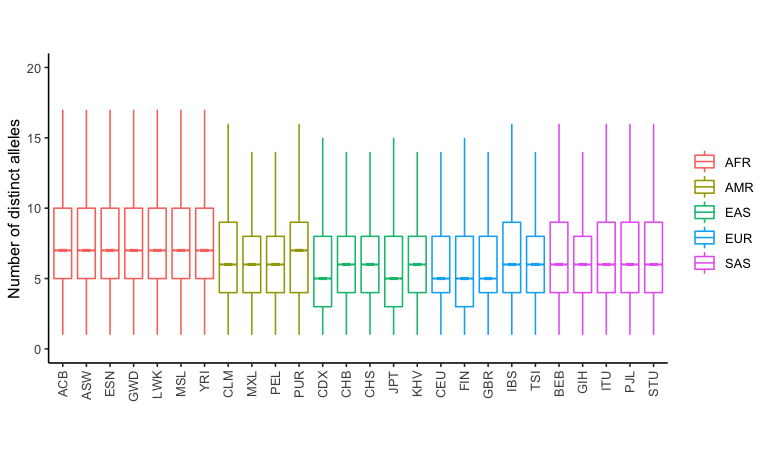 Number of distinct alleles
20
15
10
5
0
ACB ASW ESN GWD LWK MSL YRI CLM MXL PEL PUR CDX CHB CHS JPT KHV CEU FIN GBR IBS TSI BEB GIH ITU PJL STU
AFR
AMR
EAS
EUR
SAS